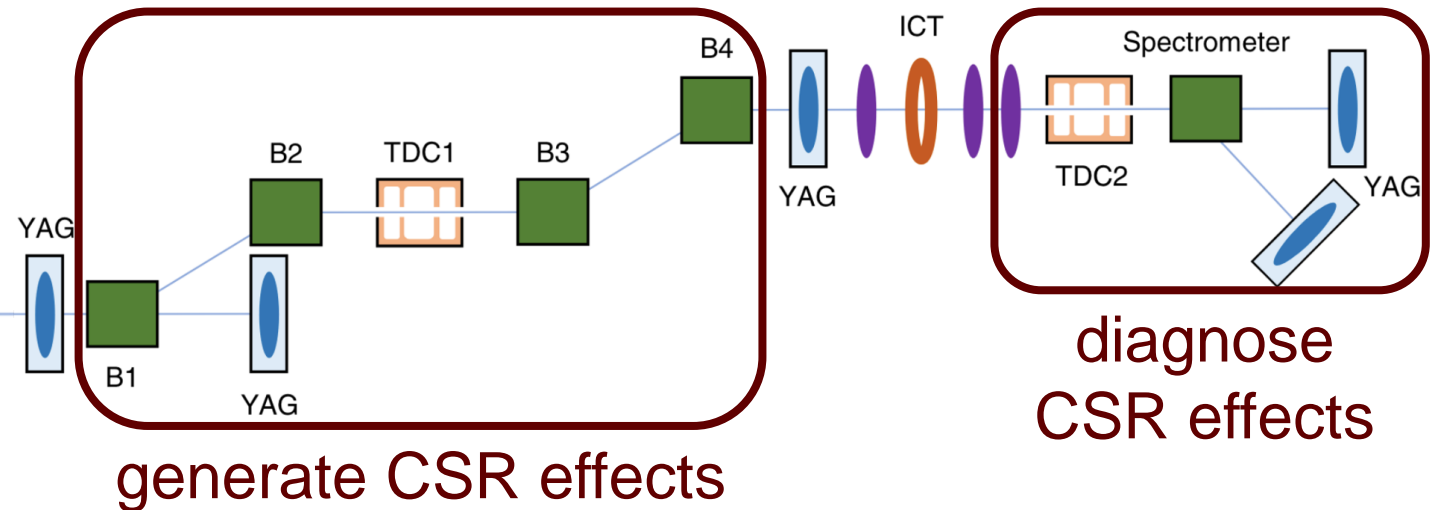 ICT
B4
Spectrometer
B2
TDC1
B3
TDC2
YAG
YAG
YAG
B1
YAG
diagnose
CSR effects
generate CSR effects